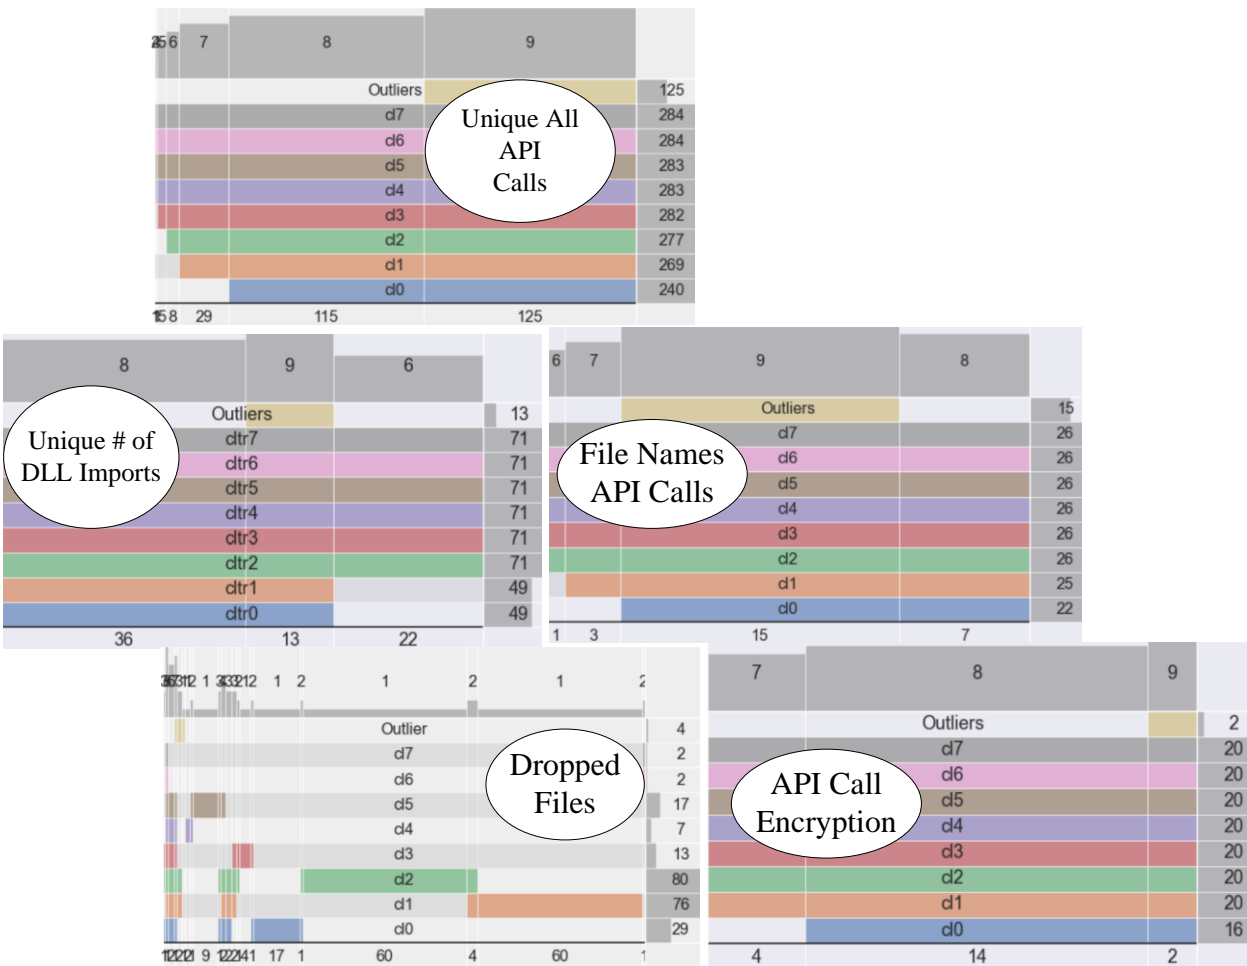 6 7 8 9
Outliers 125
cl7 284
cl6 284
cl5 283
cl4 283
cl3 282
cl2 277
cl1 269
cl0 240
8 29 115 125
Unique All
API
Calls
8 9 6
Outliers 13
cltr7 71
cltr6 71
cltr5 71
cltr4 71
cltr3 71
cltr2 71
cltr1 49
cltr0 49
36 13 22
Unique # of
DLL Imports
6 7 9 8
Outliers 15
cl7 26
cl6 26
cl5 26
cl4 26
cl3 26
cl2 26
cl1 25
cl0 22
1 3 15 7
File Names
API Calls
1 2 1 2 1
Outlier 4
cl7 2
cl6 2
cl5 17
cl4 7
cl3 13
cl2 80
cl1 76
cl0 29
9 17 1 60 4 60
Dropped
Files
7 8 9
Outliers 2
cl7 20
cl6 20
cl5 20
cl4 20
cl3 20
cl2 20
cl1 20
cl0 16
4 14 2
API Call
Encryption